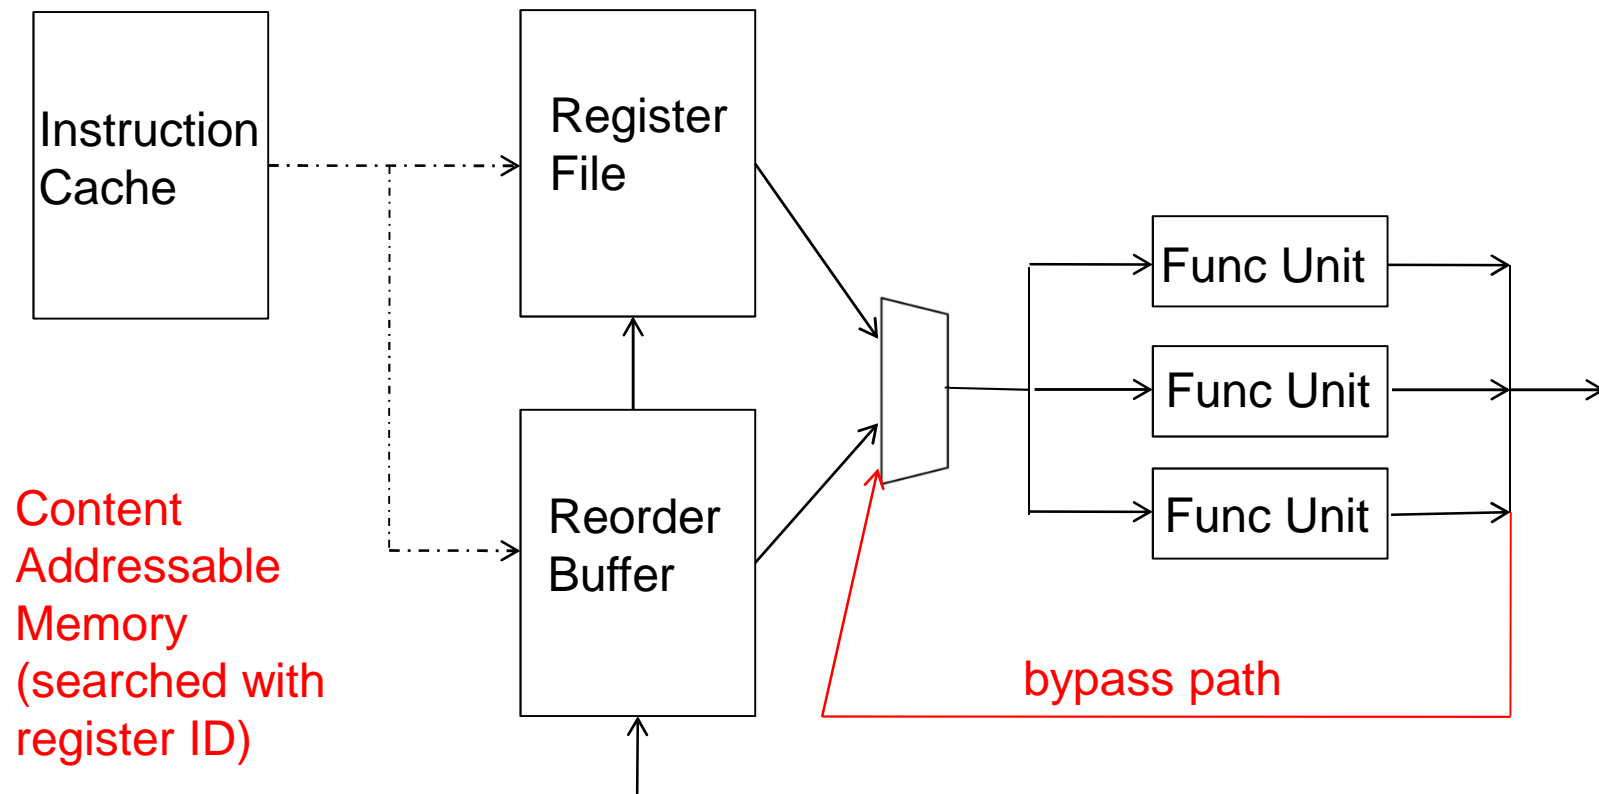 Instruction
Cache
Register
File
Func Unit
Func Unit
Func Unit
Reorder
Buffer
Content
Addressable
Memory
(searched with
register ID)
bypass path